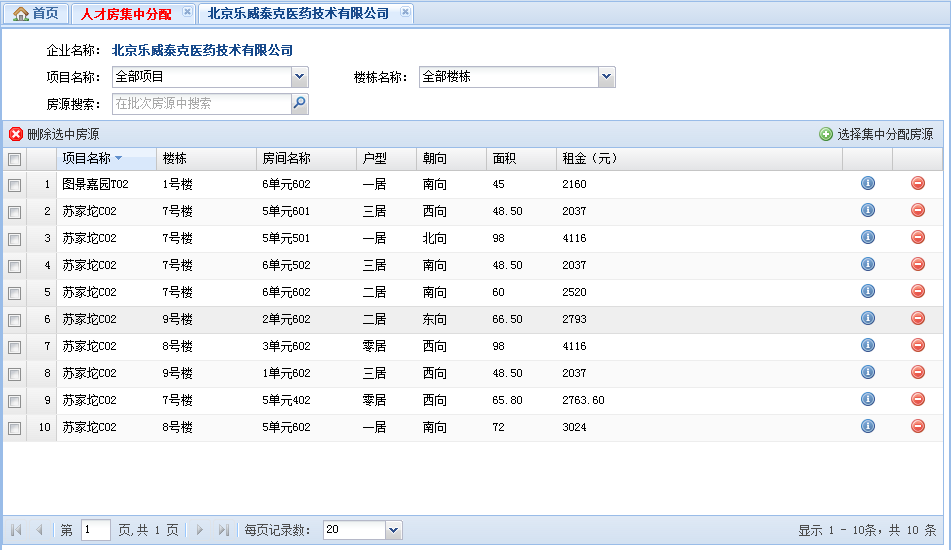 首页 人才房集中分配 北京乐威泰克医药技术有限公司
企业名称: 北京乐威泰克医药技术有限公司
项目名称: 全部项目 楼栋名称: 全部楼栋
房源搜索: 在批次房源中搜索
删除选中房源 选择集中分配房源
项目名称 楼栋 房间名称 户型 朝向 面积 租金（元）
1 图景嘉园T02 1号楼 6单元602 一居 南向 45 2160
2 苏家坨C02 7号楼 5单元601 三居 西向 48.50 2037
3 苏家坨C02 7号楼 5单元501 一居 北向 98 4116
4 苏家坨C02 7号楼 6单元502 三居 南向 48.50 2037
5 苏家坨C02 7号楼 6单元602 二居 南向 60 2520
6 苏家坨C02 9号楼 2单元602 二居 东向 66.50 2793
7 苏家坨C02 8号楼 3单元602 零居 西向 98 4116
8 苏家坨C02 9号楼 1单元602 三居 西向 48.50 2037
9 苏家坨C02 7号楼 5单元402 零居 西向 65.80 2763.60
10 苏家坨C02 8号楼 5单元602 一居 南向 72 3024
第 1 页,共 1 页 每页记录数: 20 显示 1 - 10条，共 10 条